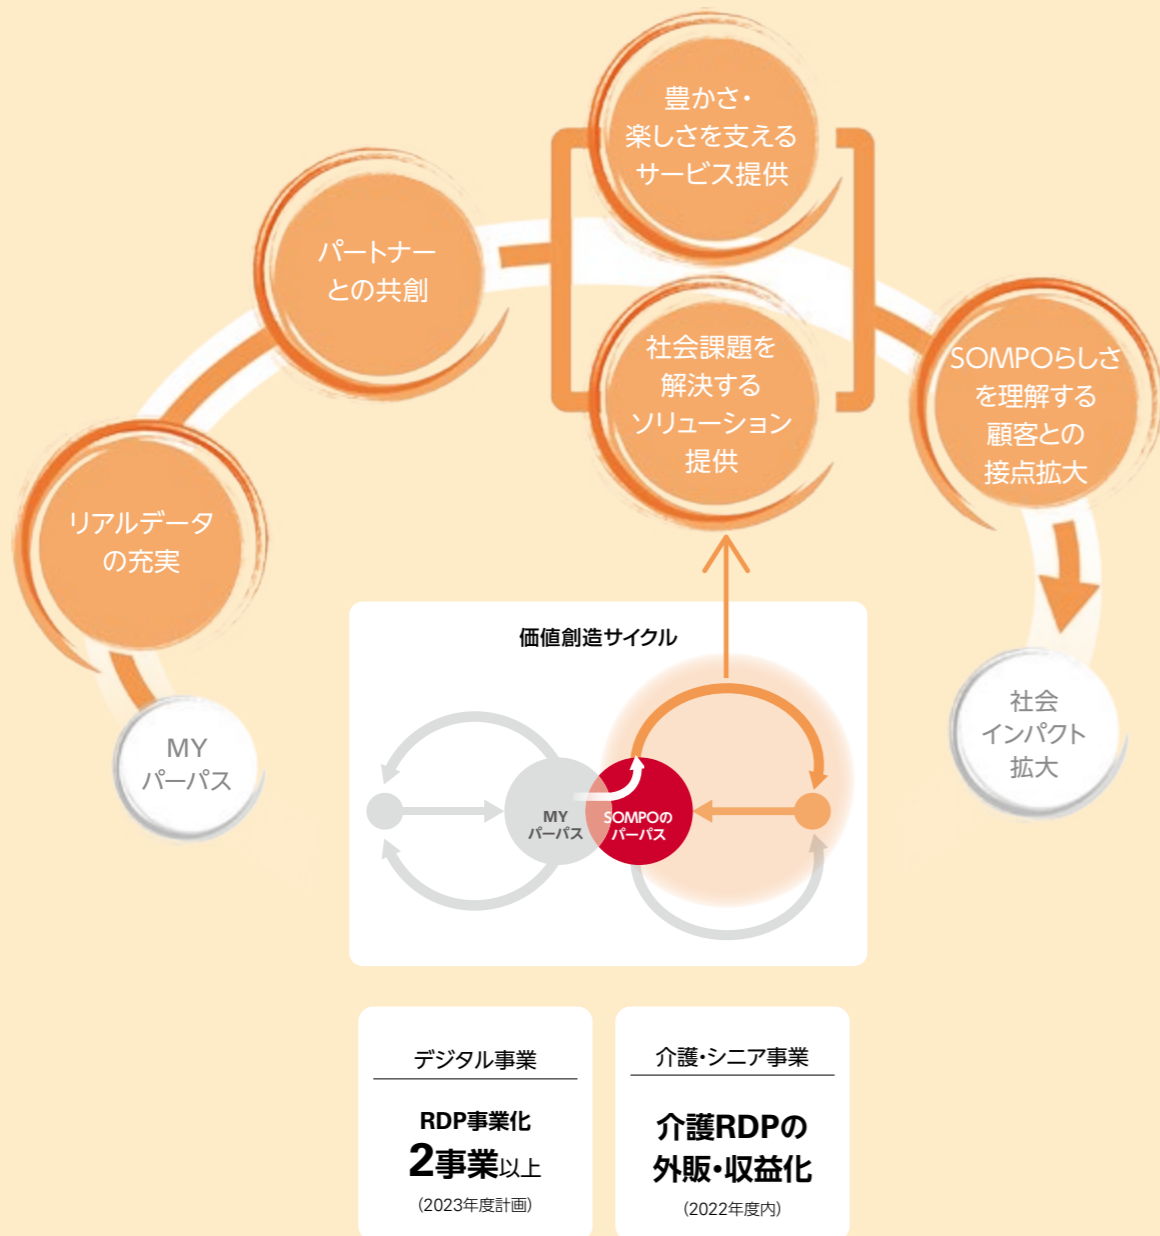 豊かさ・
楽しさを支える
サービス提供
パートナー
との共創
社会課題を
解決する
ソリューション
提供
SOMPOらしさ
を理解する
顧客との
接点拡大
リアルデータ
の充実
MY
パーパス
社会
インパクト
拡大
価値創造サイクル
MY
パーパス
SOMPOの
パーパス
デジタル事業
RDP事業化
2事業以上
(2023年度計画)
介護・シニア事業
介護RDPの
外販・収益化
(2022年度内)